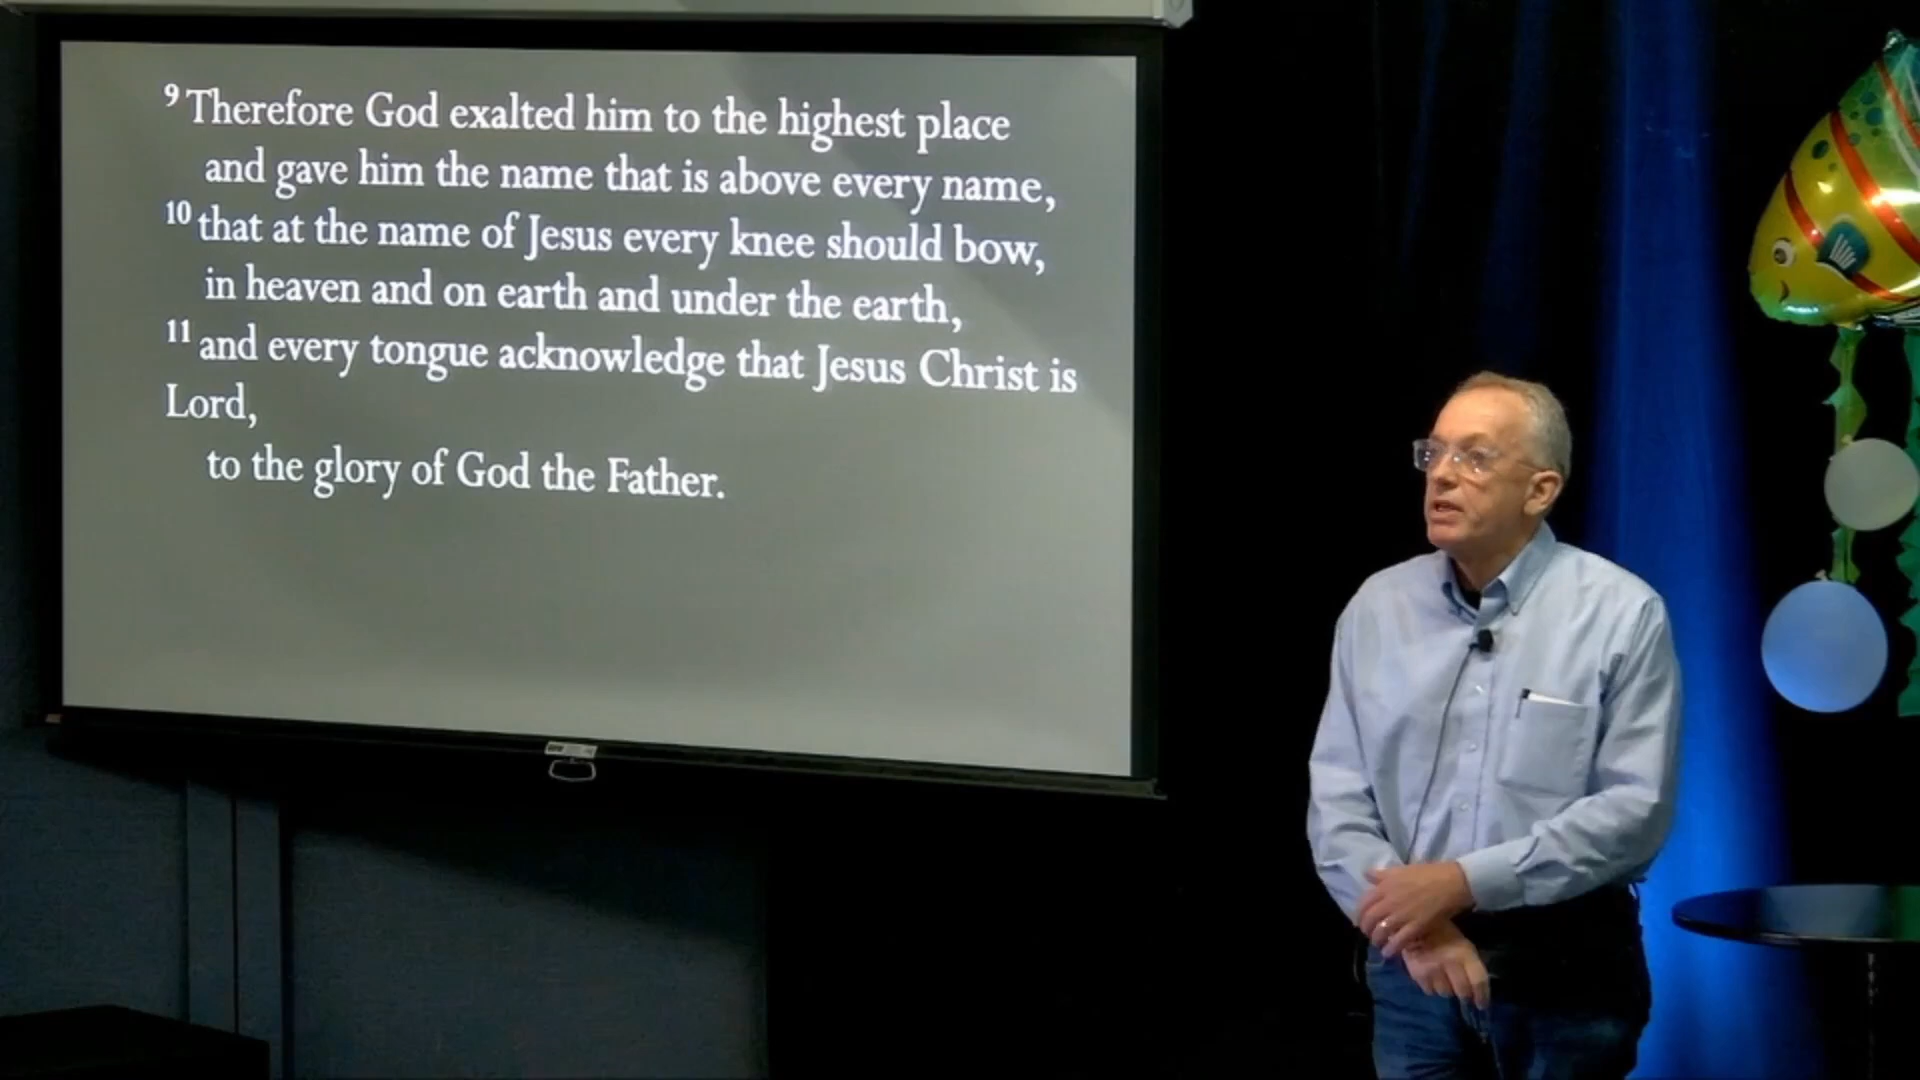 ⁹ Therefore God exalted him to the highest place
and gave him the name that is above every name,
¹⁰ that at the name of Jesus every knee should bow,
in heaven and on earth and under the earth,
¹¹ and every tongue acknowledge that Jesus Christ is
Lord,
to the glory of God the Father.